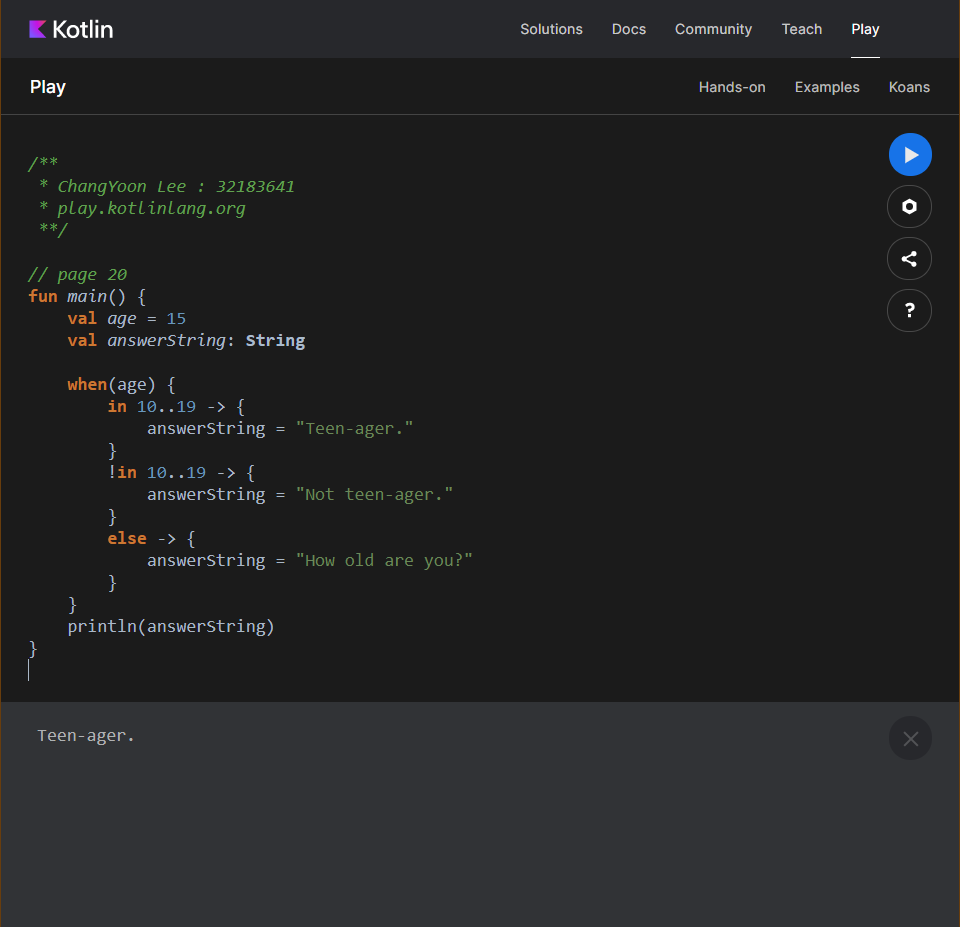 Kotlin
Solutions Docs Community Teach Play
Play
Hands-on Examples Koans
/**
 * ChangYoon Lee : 32183641
 * play.kotlinlang.org
 **/
// page 20
fun main() {
    val age = 15
    val answerString: String
    when(age) {
        in 10..19 -> {
            answerString = "Teen-ager."
        }
        !in 10..19 -> {
            answerString = "Not teen-ager."
        }
        else -> {
            answerString = "How old are you?"
        }
    }
    println(answerString)
}
?
Teen-ager.